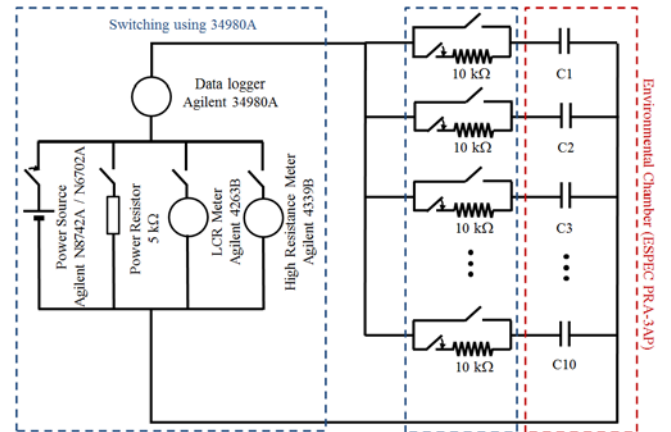 Switching using 34980A
Data logger
Agilent 34980A
Power Source
Agilent N8742A / N6702A
Power Resistor
5 kΩ
LCR Meter
Agilent 4263B
High Resistance Meter
Agilent 4339B
10 kΩ
C1
10 kΩ
C2
10 kΩ
C3
10 kΩ
C10
Environmental Chamber (ESPEC PRA-3AP)